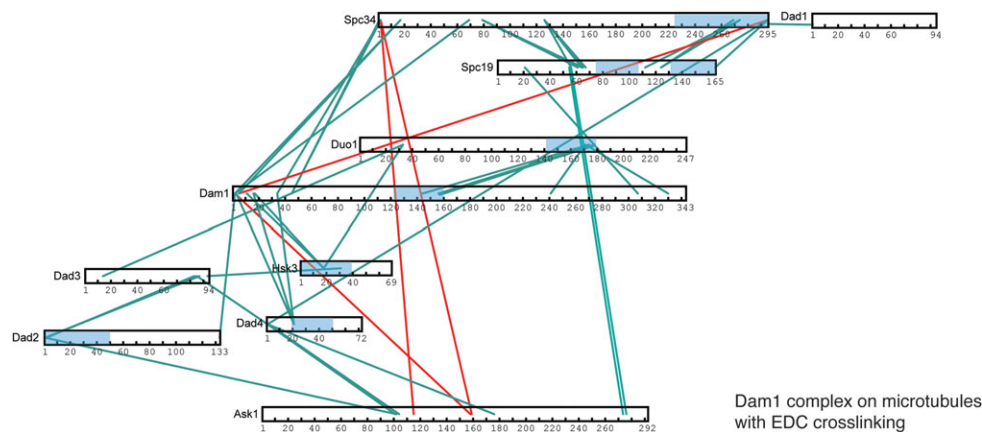 Spc34
1 20 40 60 80 100 120 140 160 180 200 220 240 260 295
Dad1
1 20 40 60 94
Spc19
1 20 40 60 80 100 120 140 165
Duo1
1 20 40 60 80 100 120 140 160 180 200 220 247
Dam1
1 20 40 60 80 100 120 140 160 180 200 220 240 260 280 300 320 343
Hsk3
1 20 40 69
Dad3
1 20 40 60 94
Dad4
1 20 40 72
Dad2
1 20 40 60 80 100 133
Ask1
1 20 40 60 80 100 120 140 160 180 200 220 240 260 292
Dam1 complex on microtubules
with EDC crosslinking